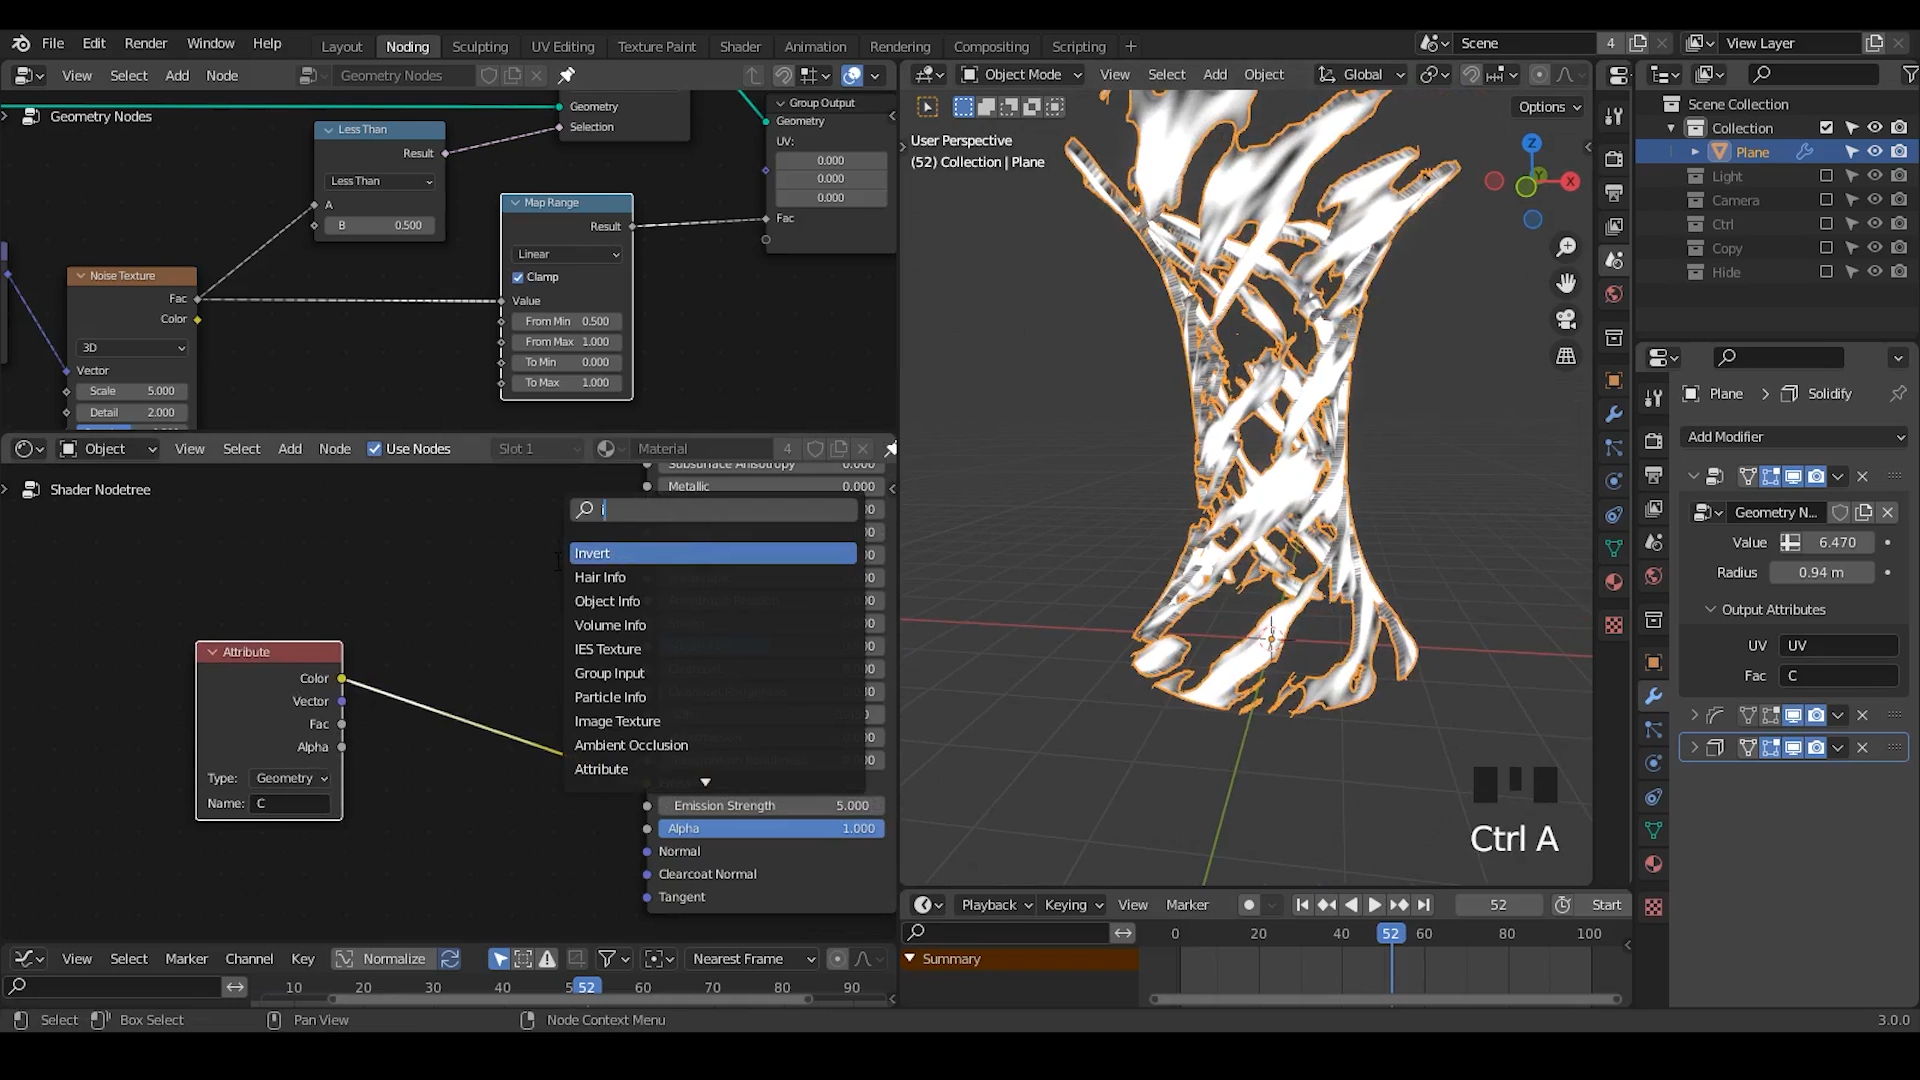 File Edit Render Window Help Layout Noding Sculpting UV Editing Texture Paint Shader Animation Rendering Compositing Scripting + Scene 4 View Layer
View Select Add Node Geometry Nodes
Object Mode View Select Add Object Global
Options
Geometry Nodes
Geometry
Selection
Group Output
Geometry
UV:
0.000
0.000
0.000
Fac
Less Than
Result
Less Than
A
B 0.500
Map Range
Result
Linear
Clamp
Value
From Min 0.500
From Max 1.000
To Min 0.000
To Max 1.000
Noise Texture
Fac
Color
3D
Vector
Scale 5.000
Detail 2.000
Object View Select Add Node Use Nodes Slot 1 Material 4
Shader Nodetree
Subsurface Anisotropy 0.000
Metallic 0.000
i
Invert
Hair Info
Object Info
Volume Info
IES Texture
Group Input
Particle Info
Image Texture
Ambient Occlusion
Attribute
Attribute
Color
Vector
Fac
Alpha
Type: Geometry
Name: C
Emission Strength 5.000
Alpha 1.000
Normal
Clearcoat Normal
Tangent
User Perspective
(52) Collection | Plane
Z
X
Ctrl A
Playback Keying View Marker 52 Start
0 20 40 52 60 80 100
Summary
View Select Marker Channel Key Normalize Nearest Frame
10 20 30 40 52 60 70 80 90
Select Box Select Pan View Node Context Menu 3.0.0
Scene Collection
Collection
Plane
Light
Camera
Ctrl
Copy
Hide
Plane > Solidify
Add Modifier
Geometry N...
Value 6.470
Radius 0.94 m
Output Attributes
UV UV
Fac C